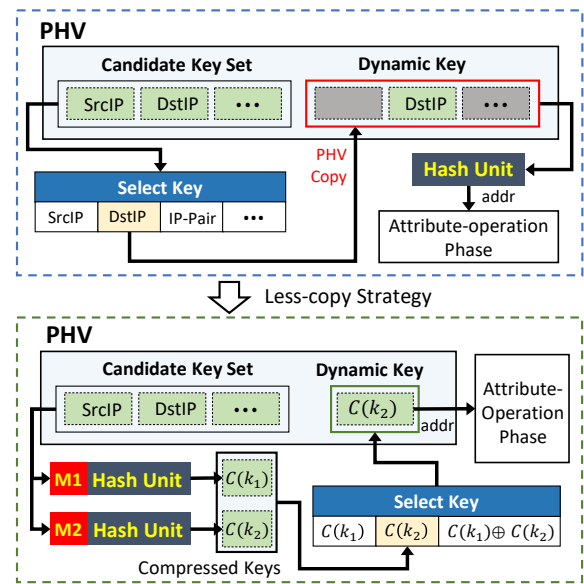 PHV
Candidate Key Set
Dynamic Key
SrcIP
DstIP
•••
DstIP
•••
PHV
Copy
Hash Unit
addr
Select Key
SrcIP
DstIP
IP-Pair
•••
Attribute-operation
Phase
Less-copy Strategy
PHV
Candidate Key Set
Dynamic Key
SrcIP
DstIP
•••
C(k₂)
addr
Attribute-
Operation
Phase
M1
Hash Unit
C(k₁)
M2
Hash Unit
C(k₂)
Compressed Keys
Select Key
C(k₁)
C(k₂)
C(k₁)⊕ C(k₂)